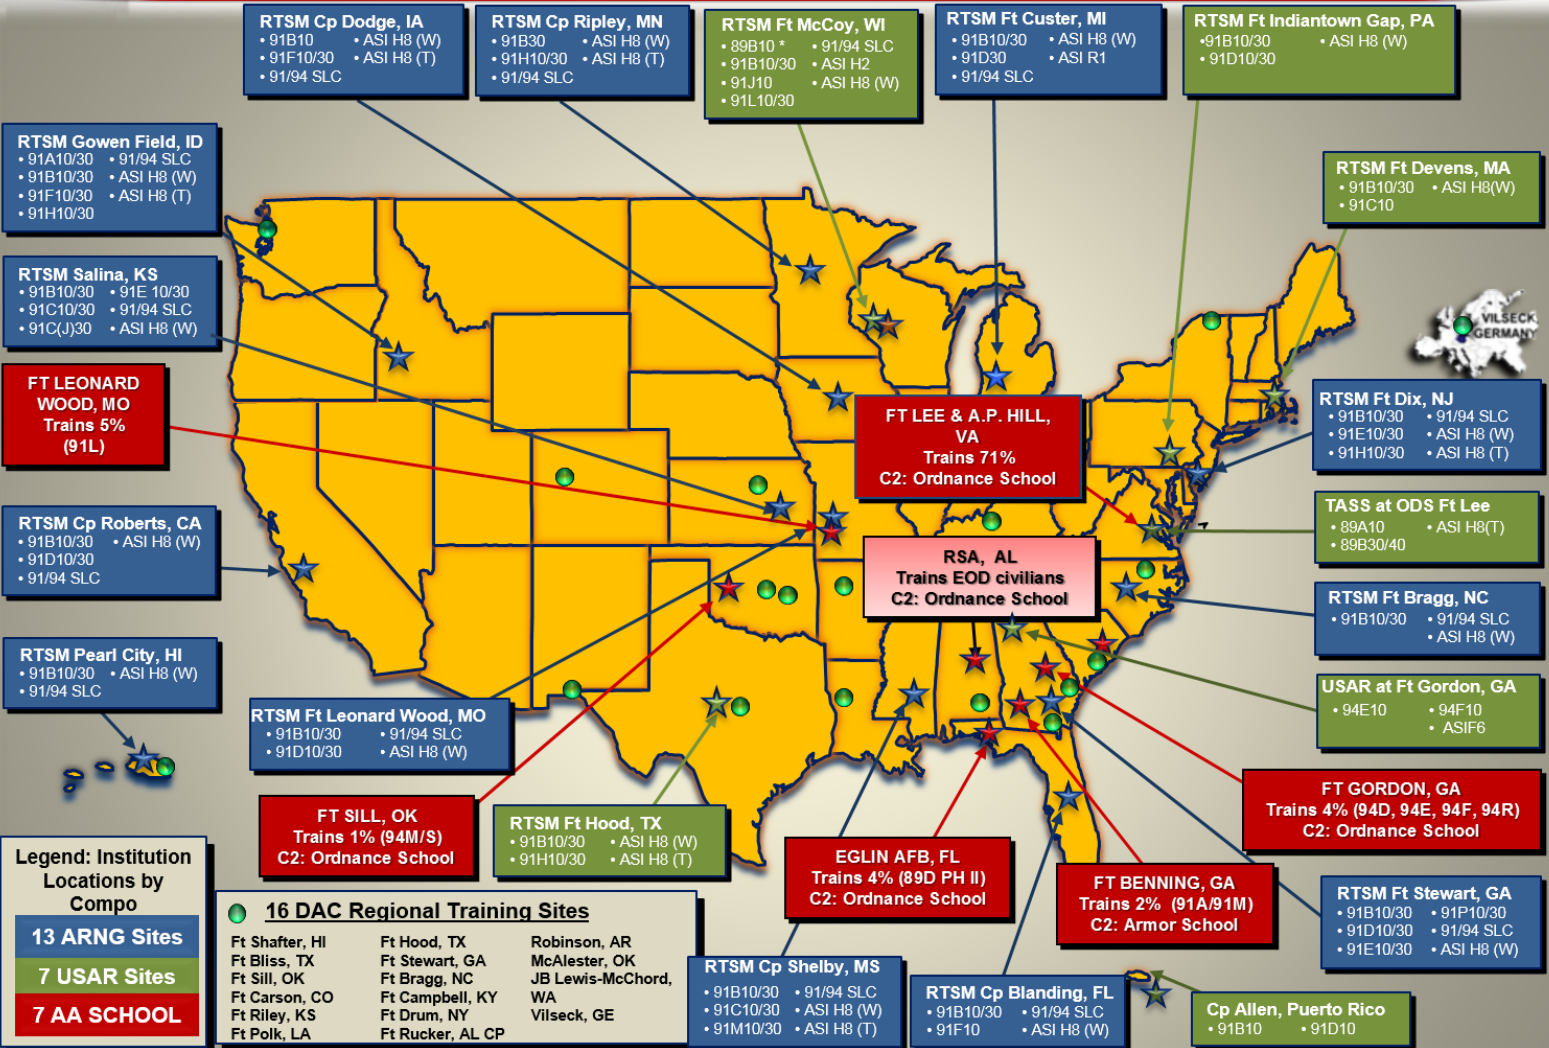 RTSM Cp Dodge, IA
• 91B10 • ASI H8 (W)
• 91F10/30 • ASI H8 (T)
• 91/94 SLC
RTSM Cp Ripley, MN
• 91B30 • ASI H8 (W)
• 91H10/30 • ASI H8 (T)
• 91/94 SLC
RTSM Ft McCoy, WI
• 89B10 * • 91/94 SLC
• 91B10/30 • ASI H2
• 91J10 • ASI H8 (W)
• 91L10/30
RTSM Ft Custer, MI
• 91B10/30 • ASI H8 (W)
• 91D30 • ASI R1
• 91/94 SLC
RTSM Ft Indiantown Gap, PA
•91B10/30 • ASI H8 (W)
• 91D10/30
RTSM Gowen Field, ID
• 91A10/30 • 91/94 SLC
• 91B10/30 • ASI H8 (W)
• 91F10/30 • ASI H8 (T)
• 91H10/30
RTSM Ft Devens, MA
• 91B10/30 • ASI H8(W)
• 91C10
RTSM Salina, KS
• 91B10/30 • 91E 10/30
• 91C10/30 • 91/94 SLC
• 91C(J)30 • ASI H8 (W)
VILSECK,
GERMANY
FT LEONARD
WOOD, MO
Trains 5%
(91L)
FT LEE & A.P. HILL,
VA
Trains 71%
C2: Ordnance School
RTSM Ft Dix, NJ
• 91B10/30 • 91/94 SLC
• 91E10/30 • ASI H8 (W)
• 91H10/30 • ASI H8 (T)
RTSM Cp Roberts, CA
• 91B10/30 • ASI H8 (W)
• 91D10/30
• 91/94 SLC
TASS at ODS Ft Lee
• 89A10 • ASI H8(T)
• 89B30/40
RSA, AL
Trains EOD civilians
C2: Ordnance School
RTSM Ft Bragg, NC
• 91B10/30 • 91/94 SLC
• ASI H8 (W)
RTSM Pearl City, HI
• 91B10/30 • ASI H8 (W)
• 91/94 SLC
USAR at Ft Gordon, GA
• 94E10 • 94F10
• ASIF6
RTSM Ft Leonard Wood, MO
• 91B10/30 • 91/94 SLC
• 91D10/30 • ASI H8 (W)
FT SILL, OK
Trains 1% (94M/S)
C2: Ordnance School
RTSM Ft Hood, TX
• 91B10/30 • ASI H8 (W)
• 91H10/30 • ASI H8 (T)
FT GORDON, GA
Trains 4% (94D, 94E, 94F, 94R)
C2: Ordnance School
EGLIN AFB, FL
Trains 4% (89D PH II)
C2: Ordnance School
FT BENNING, GA
Trains 2% (91A/91M)
C2: Armor School
RTSM Ft Stewart, GA
• 91B10/30 • 91P10/30
• 91D10/30 • 91/94 SLC
• 91E10/30 • ASI H8 (W)
Legend: Institution
Locations by
Compo
13 ARNG Sites
7 USAR Sites
7 AA SCHOOL
16 DAC Regional Training Sites
Ft Shafter, HI Ft Hood, TX Robinson, AR
Ft Bliss, TX Ft Stewart, GA McAlester, OK
Ft Sill, OK Ft Bragg, NC JB Lewis-McChord,
Ft Carson, CO Ft Campbell, KY WA
Ft Riley, KS Ft Drum, NY Vilseck, GE
Ft Polk, LA Ft Rucker, AL CP
RTSM Cp Shelby, MS
• 91B10/30 • 91/94 SLC
• 91C10/30 • ASI H8 (W)
• 91M10/30 • ASI H8 (T)
RTSM Cp Blanding, FL
• 91B10/30 • 91/94 SLC
• 91F10 • ASI H8 (W)
Cp Allen, Puerto Rico
• 91B10 • 91D10